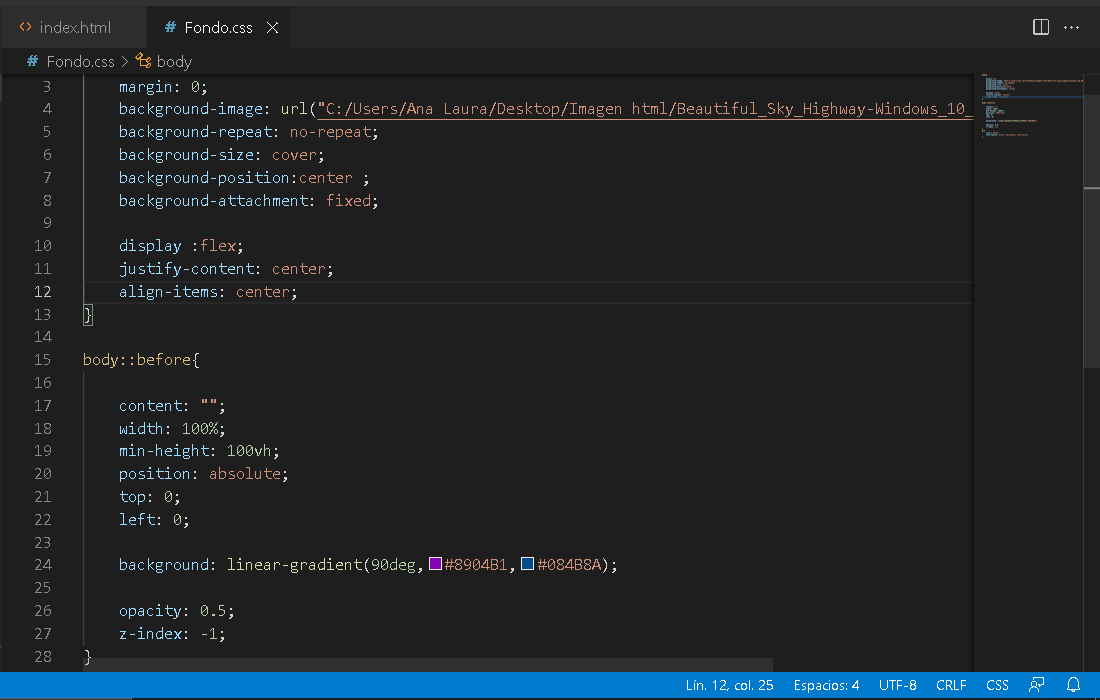 <> index.html
# Fondo.css ×
...
# Fondo.css > body
3 margin: 0;
4 background-image: url("C:/Users/Ana Laura/Desktop/Imagen html/Beautiful_Sky_Highway-Windows_10_
5 background-repeat: no-repeat;
6 background-size: cover;
7 background-position:center ;
8 background-attachment: fixed;
9
10 display :flex;
11 justify-content: center;
12 align-items: center;
13 }
14
15 body::before{
16
17 content: "";
18 width: 100%;
19 min-height: 100vh;
20 position: absolute;
21 top: 0;
22 left: 0;
23
24 background: linear-gradient(90deg,#8904B1,#084B8A);
25
26 opacity: 0.5;
27 z-index: -1;
28 }
Lín. 12, col. 25 Espacios: 4 UTF-8 CRLF CSS